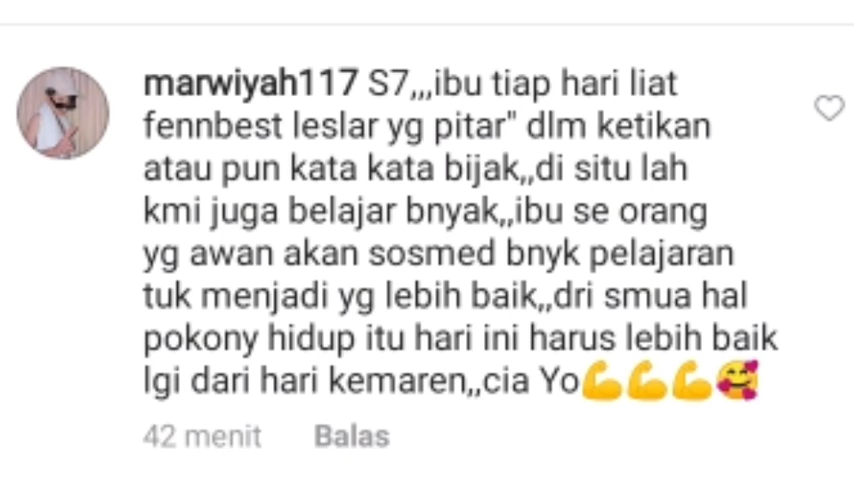 marwiyah117 S7,,,ibu tiap hari liat
fennbest leslar yg pitar" dlm ketikan
atau pun kata kata bijak,,di situ lah
kmi juga belajar bnyak,,ibu se orang
yg awan akan sosmed bnyk pelajaran
tuk menjadi yg lebih baik,,dri smua hal
pokony hidup itu hari ini harus lebih baik
lgi dari hari kemaren,,cia Yo💪💪💪🥰
42 menit Balas